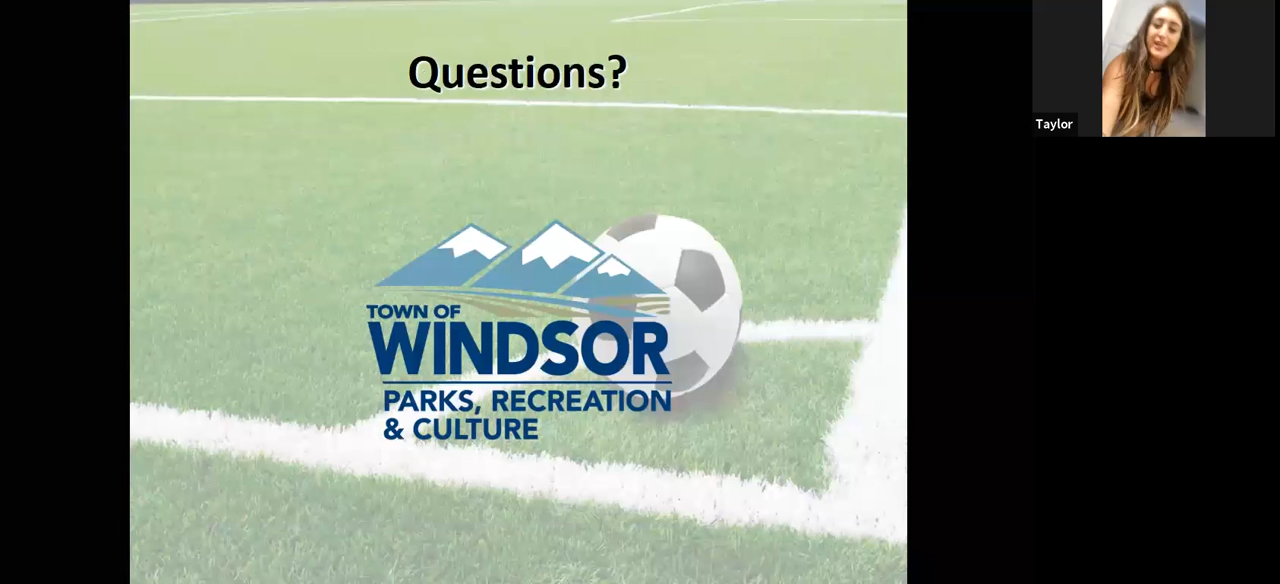 Questions?
Taylor
TOWN OF
WINDSOR
PARKS, RECREATION
& CULTURE